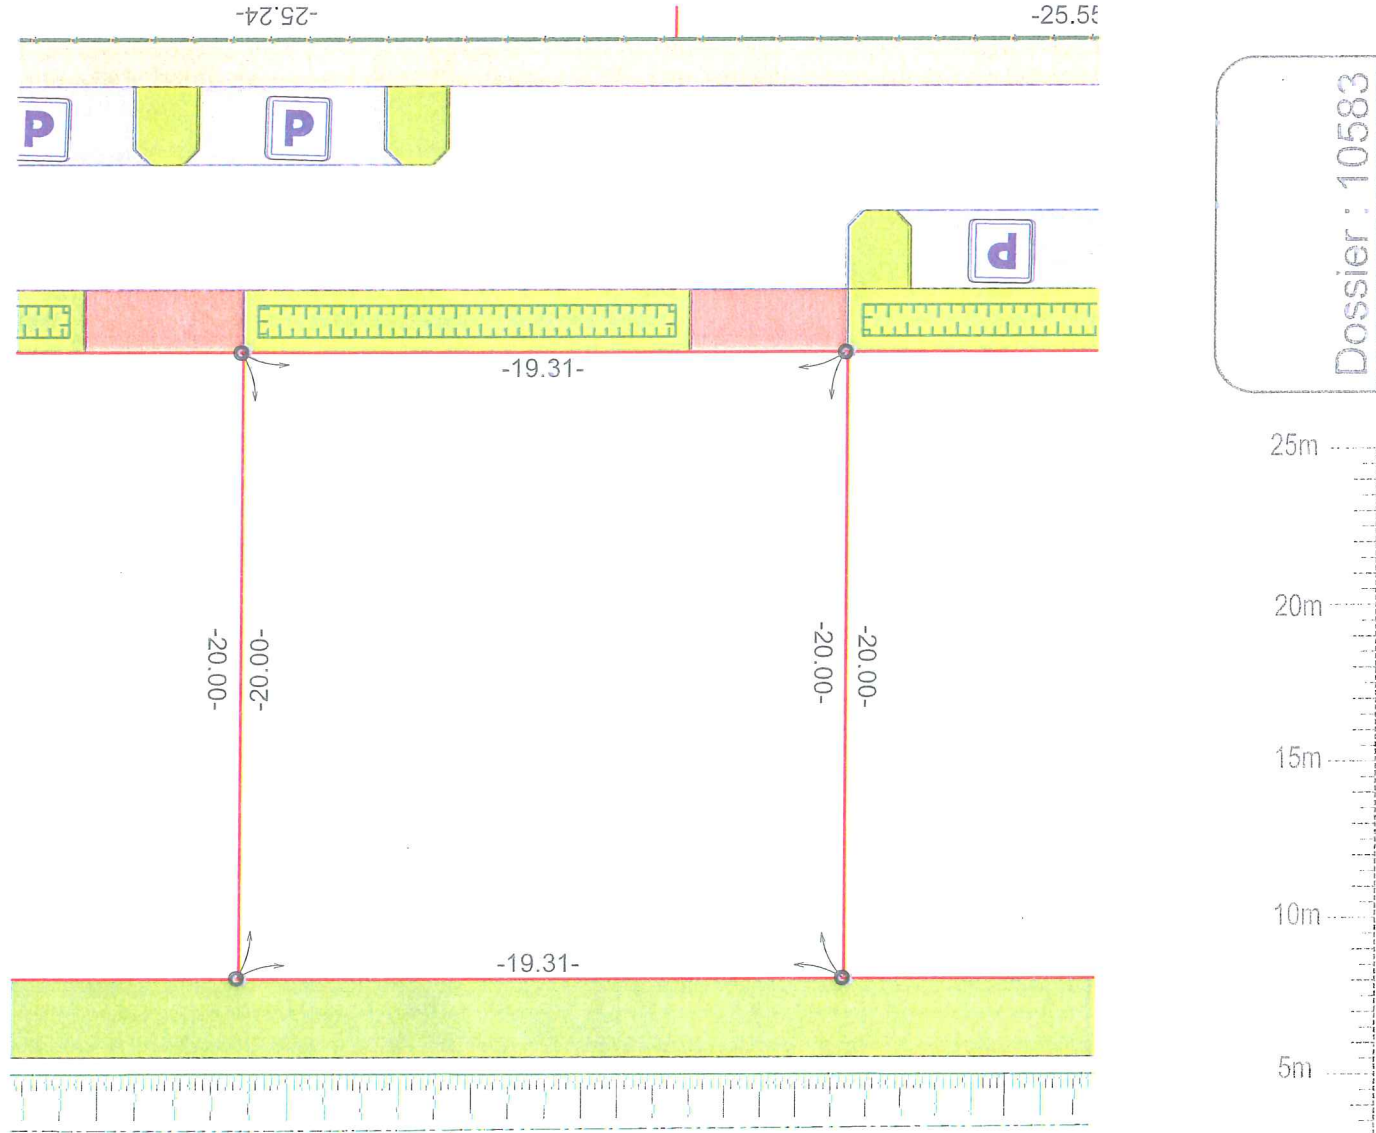 -25.24-
-25.55
P
P
P
-19.31-
-20.00-
-20.00-
-20.00-
-20.00-
-19.31-
Dossier : 10583
25m
20m
15m
10m
5m